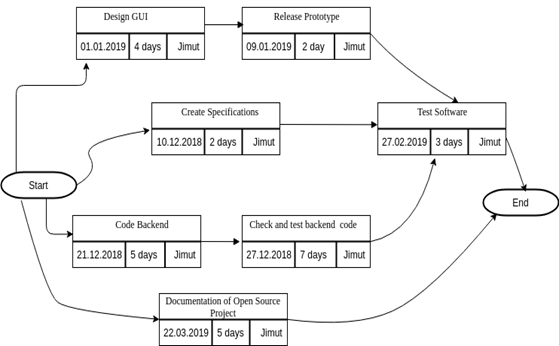 Design GUI
01.01.2019 4 days Jimut
Release Prototype
09.01.2019 2 day Jimut
Create Specifications
10.12.2018 2 days Jimut
Test Software
27.02.2019 3 days Jimut
Start
End
Code Backend
21.12.2018 5 days Jimut
Check and test backend code
27.12.2018 7 days Jimut
Documentation of Open Source
Project
22.03.2019 5 days Jimut